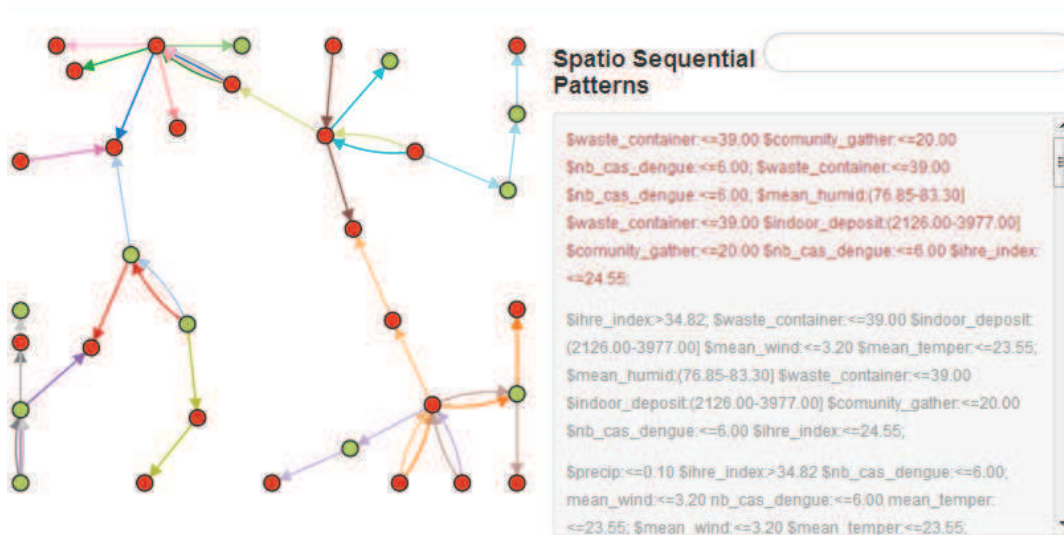 Spatio Sequential
Patterns
$waste_container:<=39.00 $comunity_gather:<=20.00
$nb_cas_dengue:<=6.00; $waste_container:<=39.00
$nb_cas_dengue:<=6.00; $mean_humid:(76.85-83.30]
$waste_container:<=39.00 $indoor_deposit:(2126.00-3977.00]
$comunity_gather:<=20.00 $nb_cas_dengue:<=6.00 $ihre_index:
<=24.55;
$ihre_index:>34.82; $waste_container:<=39.00 $indoor_deposit:
(2126.00-3977.00] $mean_wind:<=3.20 $mean_temper:<=23.55;
$mean_humid:(76.85-83.30] $waste_container:<=39.00
$indoor_deposit:(2126.00-3977.00] $comunity_gather:<=20.00
$nb_cas_dengue:<=6.00 $ihre_index:<=24.55;
$precip:<=0.10 $ihre_index:>34.82 $nb_cas_dengue:<=6.00;
mean_wind:<=3.20 nb_cas_dengue:<=6.00 mean_temper:
<=23.55; $mean_wind:<=3.20 $mean_temper:<=23.55;